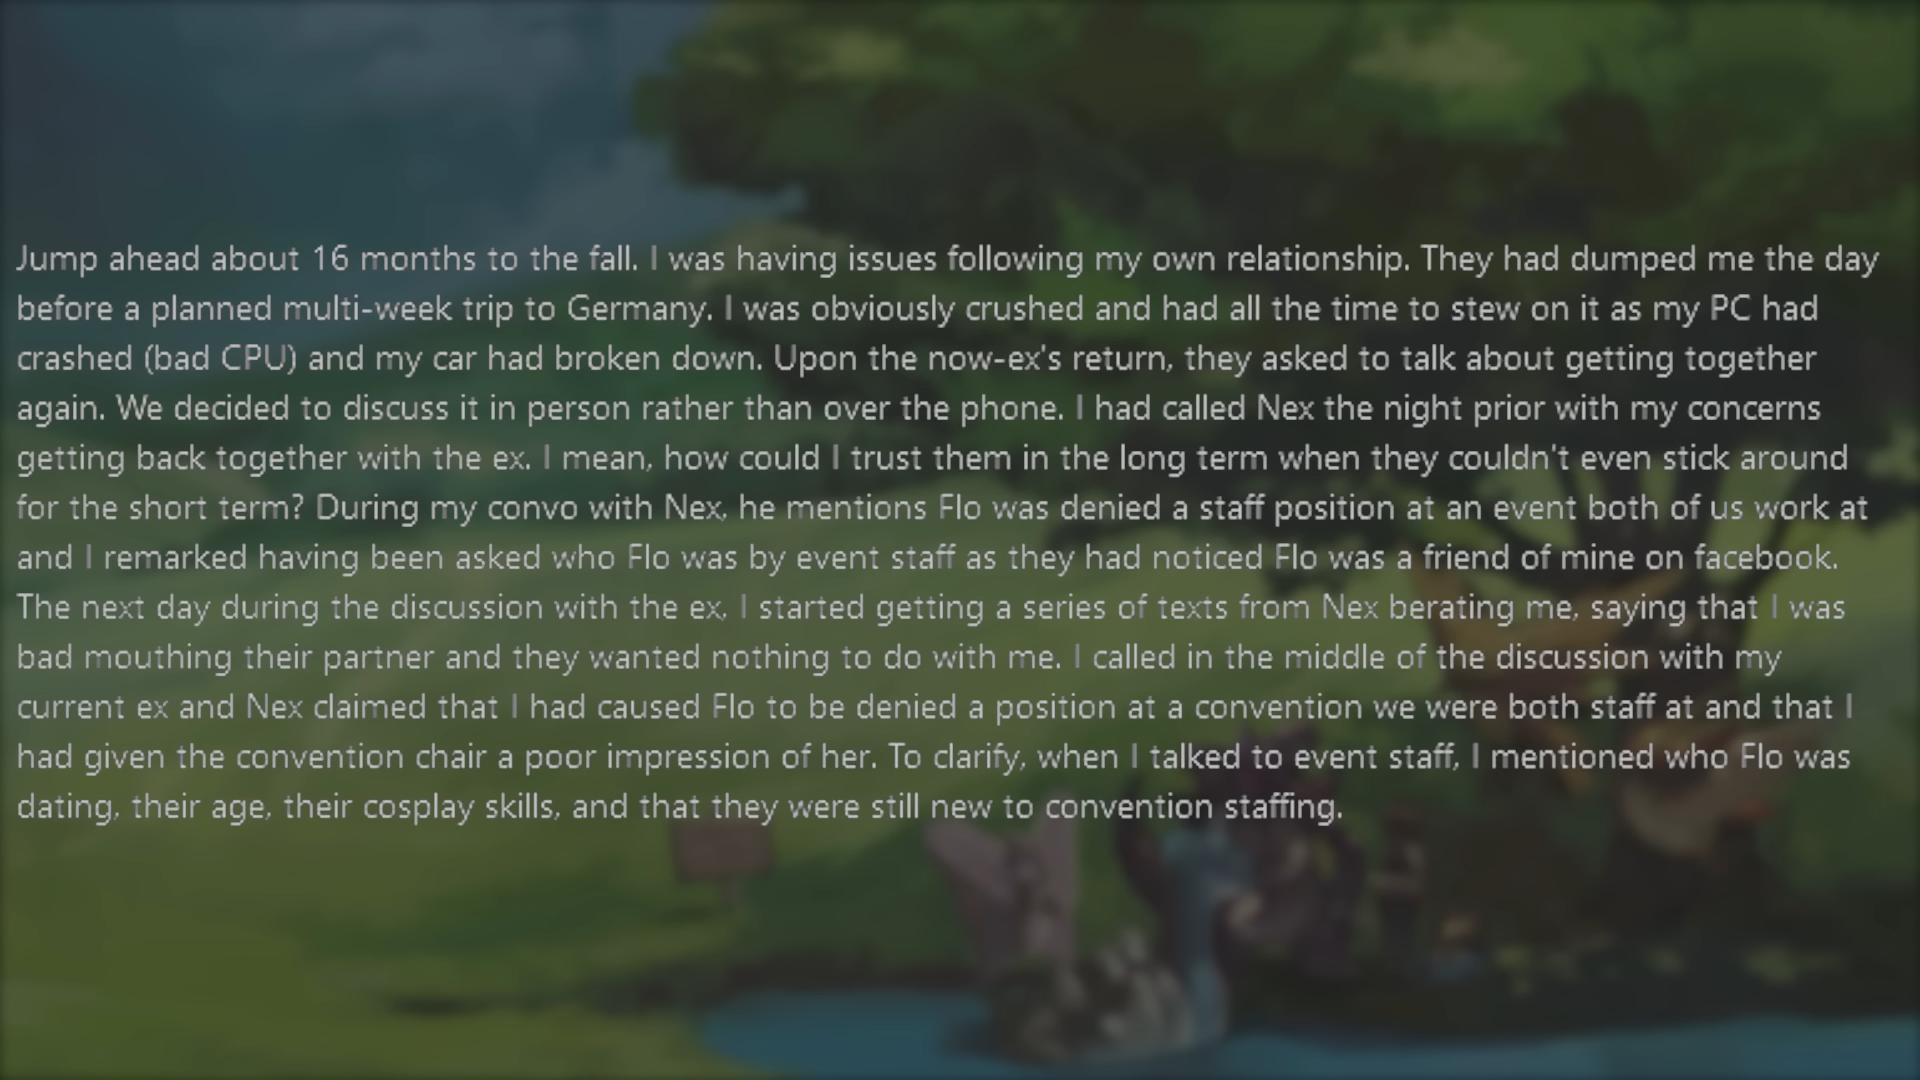 Jump ahead about 16 months to the fall. I was having issues following my own relationship. They had dumped me the day
before a planned multi-week trip to Germany. I was obviously crushed and had all the time to stew on it as my PC had
crashed (bad CPU) and my car had broken down. Upon the now-ex's return, they asked to talk about getting together
again. We decided to discuss it in person rather than over the phone. I had called Nex the night prior with my concerns
getting back together with the ex. I mean, how could I trust them in the long term when they couldn't even stick around
for the short term? During my convo with Nex, he mentions Flo was denied a staff position at an event both of us work at
and I remarked having been asked who Flo was by event staff as they had noticed Flo was a friend of mine on facebook.
The next day during the discussion with the ex, I started getting a series of texts from Nex berating me, saying that I was
bad mouthing their partner and they wanted nothing to do with me. I called in the middle of the discussion with my
current ex and Nex claimed that I had caused Flo to be denied a position at a convention we were both staff at and that I
had given the convention chair a poor impression of her. To clarify, when I talked to event staff, I mentioned who Flo was
dating, their age, their cosplay skills, and that they were still new to convention staffing.